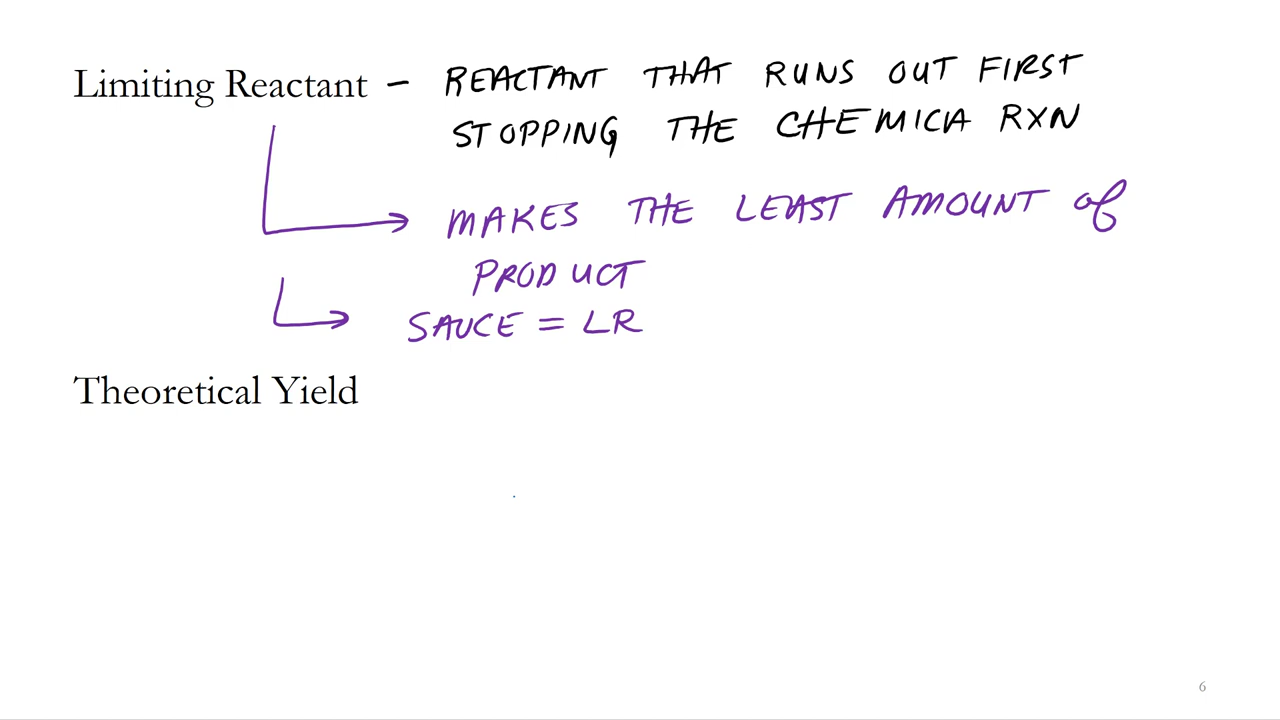 Limiting Reactant - REACTANT THAT RUNS OUT FIRST
STOPPING THE CHEMICA RXN
MAKES THE LEAST AMOUNT of
PRODUCT
SAUCE = LR
Theoretical Yield
6